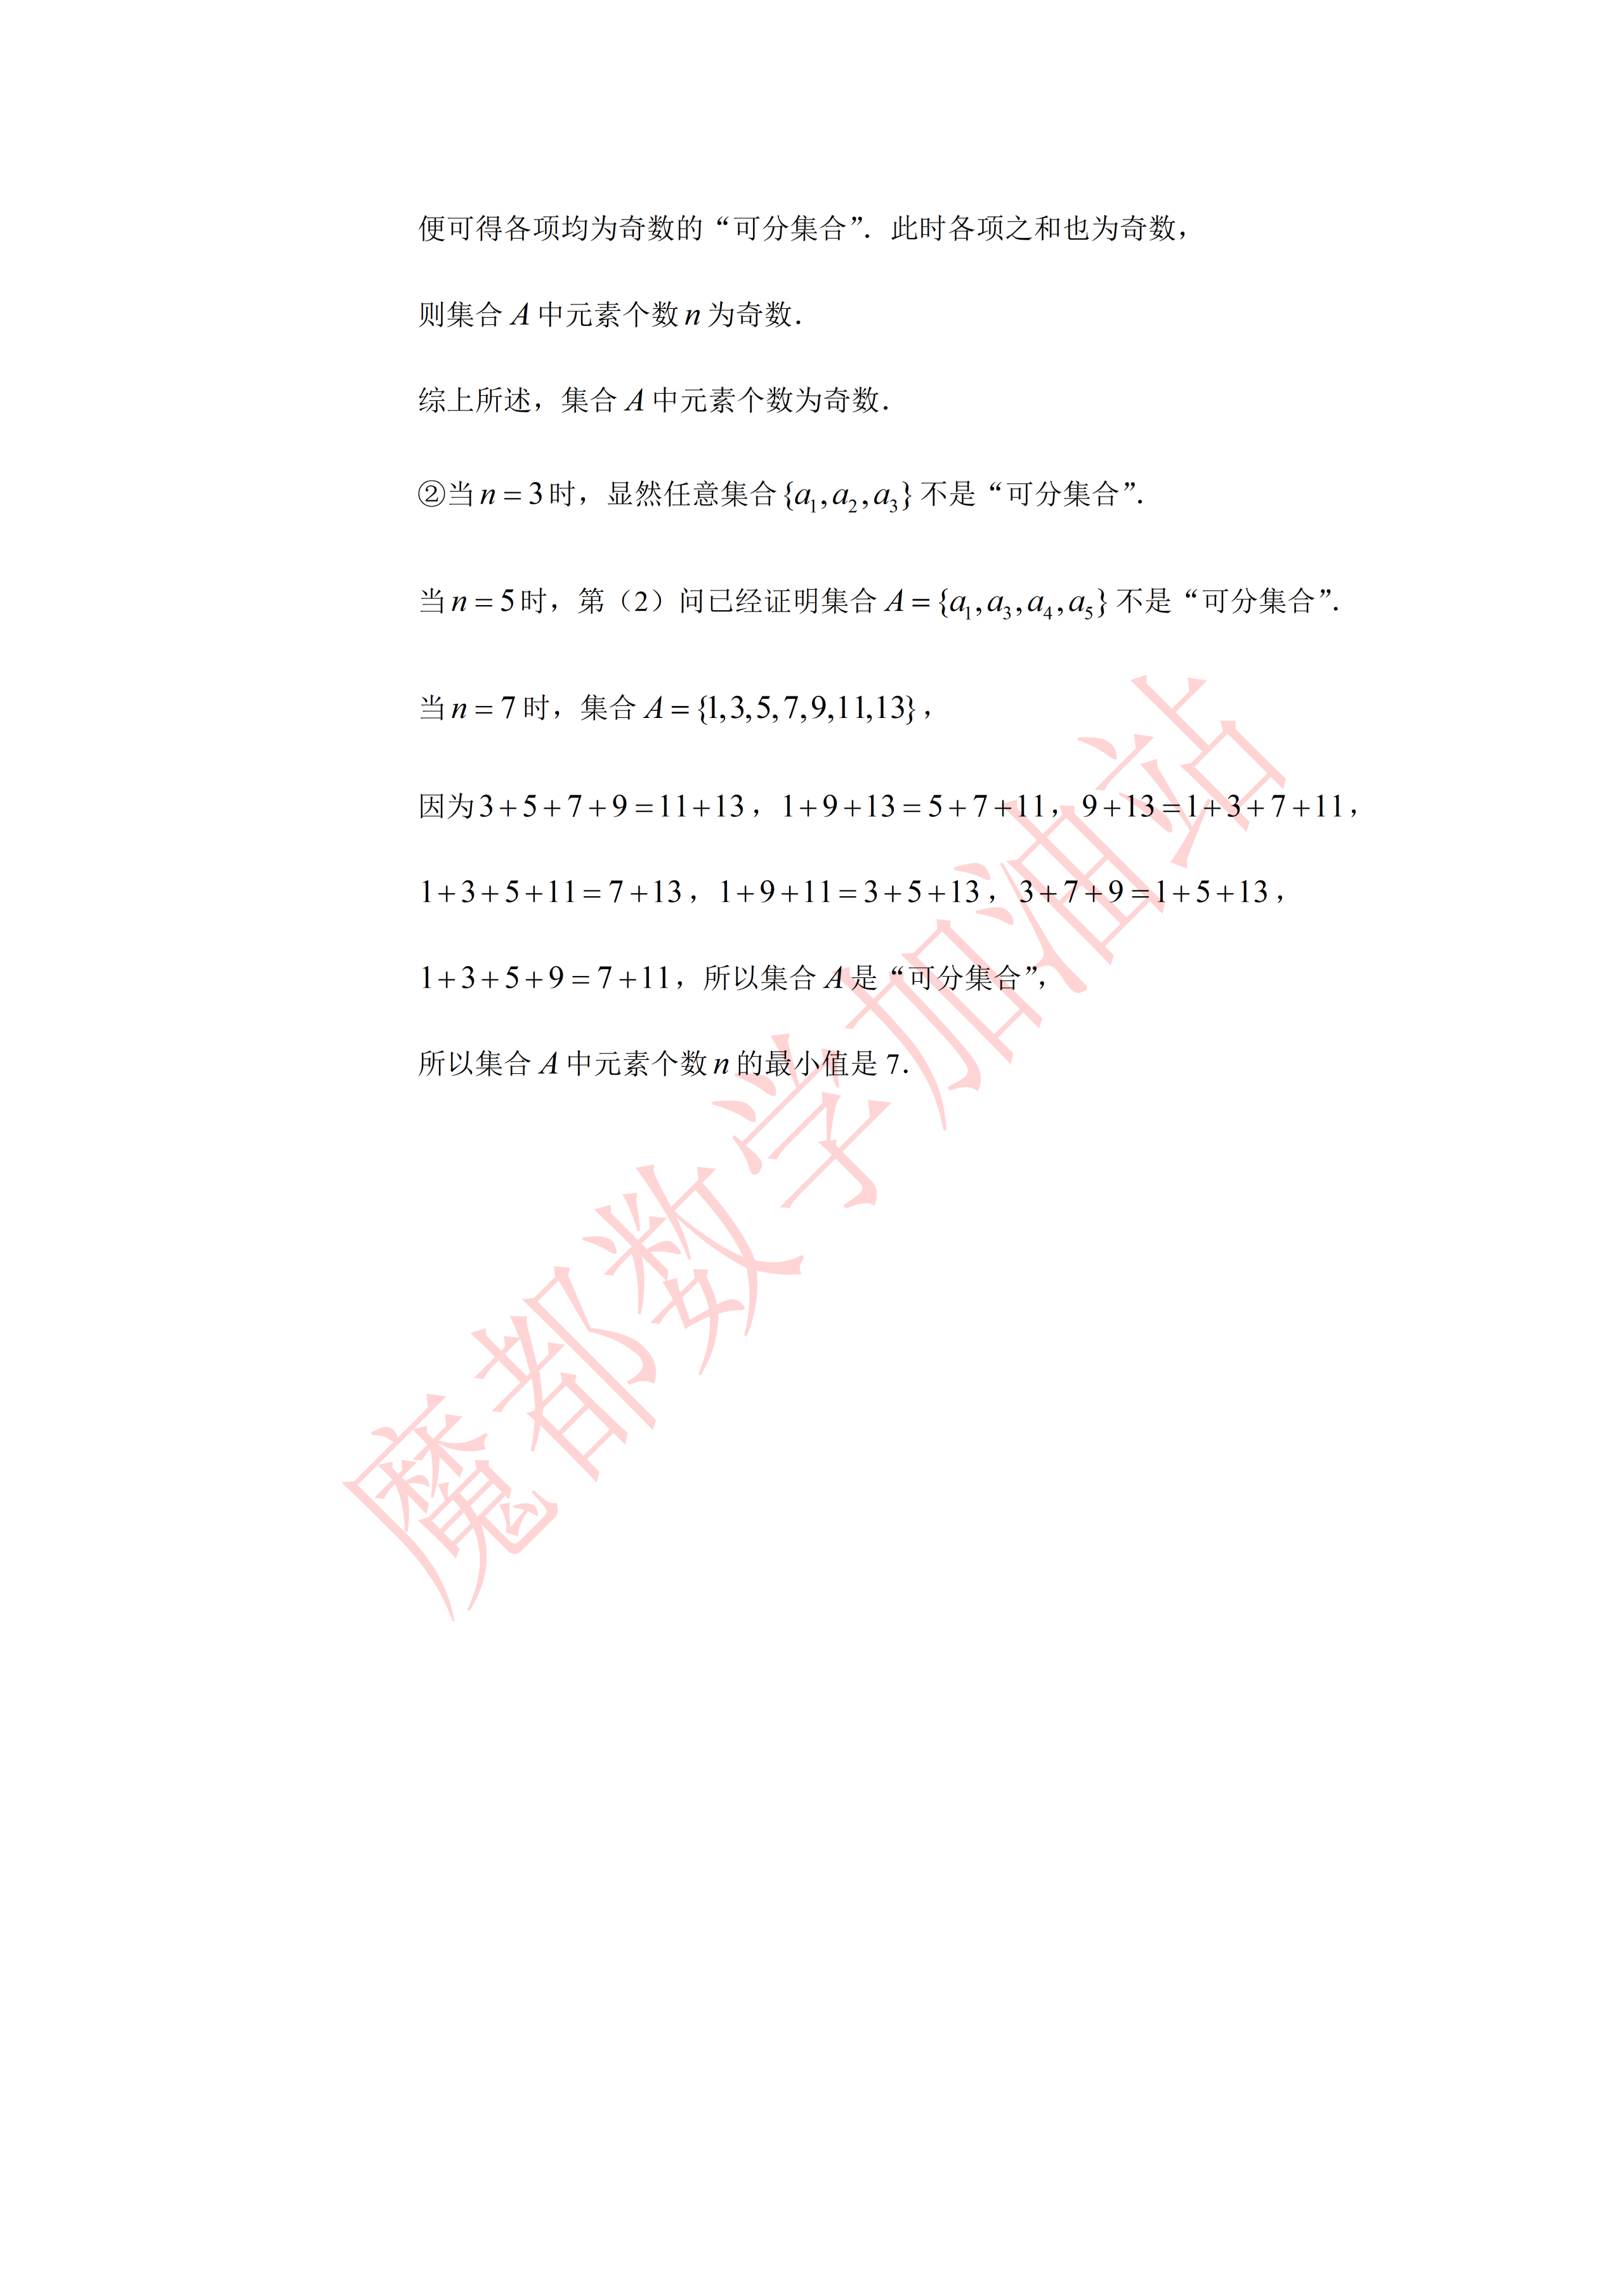 便可得各项均为奇数的“可分集合”．此时各项之和也为奇数，
则集合 A 中元素个数 n 为奇数．
综上所述，集合 A 中元素个数为奇数．
②当 n = 3 时，显然任意集合 {a₁, a₂, a₃} 不是“可分集合”．
当 n = 5 时，第（2）问已经证明集合 A = {a₁, a₃, a₄, a₅} 不是“可分集合”．
当 n = 7 时，集合 A = {1,3,5,7,9,11,13}，
因为 3+5+7+9=11+13，1+9+13=5+7+11，9+13=1+3+7+11，
1+3+5+11=7+13，1+9+11=3+5+13，3+7+9=1+5+13，
1+3+5+9=7+11，所以集合 A 是“可分集合”，
所以集合 A 中元素个数 n 的最小值是 7．
魔都数学加油站